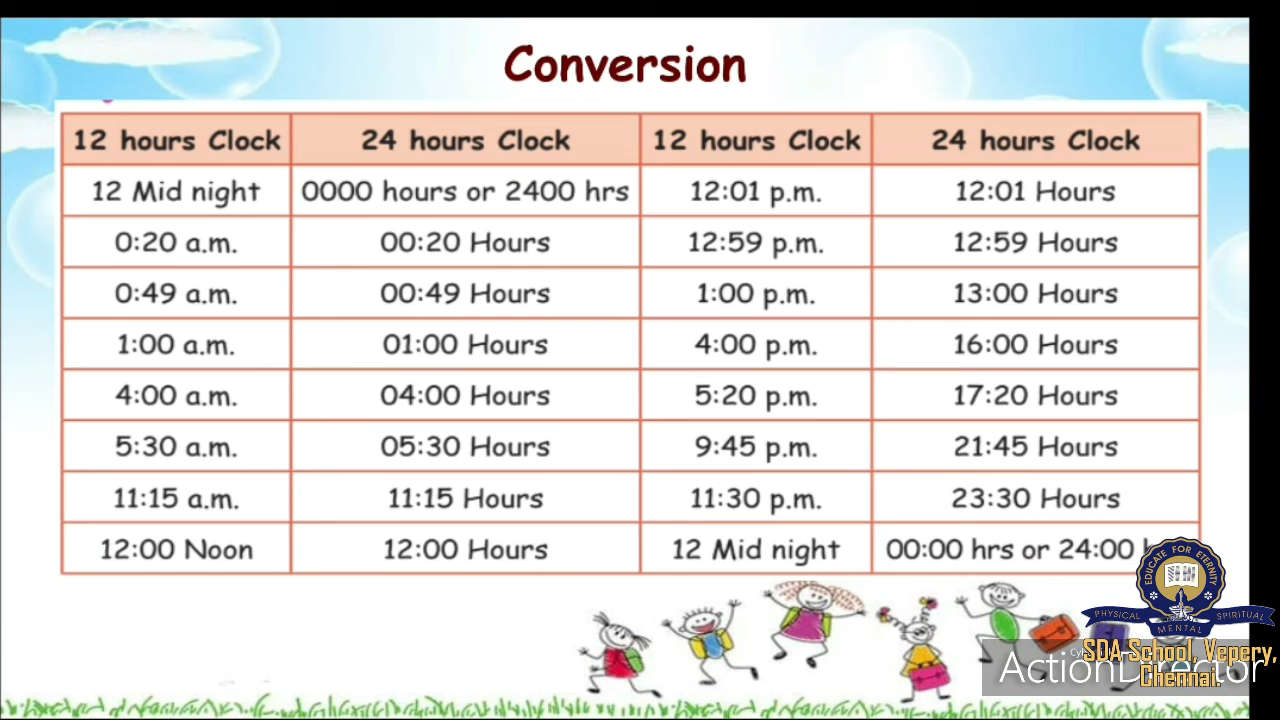 Conversion
12 hours Clock 24 hours Clock 12 hours Clock 24 hours Clock
12 Mid night 0000 hours or 2400 hrs 12:01 p.m. 12:01 Hours
0:20 a.m. 00:20 Hours 12:59 p.m. 12:59 Hours
0:49 a.m. 00:49 Hours 1:00 p.m. 13:00 Hours
1:00 a.m. 01:00 Hours 4:00 p.m. 16:00 Hours
4:00 a.m. 04:00 Hours 5:20 p.m. 17:20 Hours
5:30 a.m. 05:30 Hours 9:45 p.m. 21:45 Hours
11:15 a.m. 11:15 Hours 11:30 p.m. 23:30 Hours
12:00 Noon 12:00 Hours 12 Mid night 00:00 hrs or 24:00
EDUCATE FOR ETERNITY
PHYSICAL MENTAL SPIRITUAL
SDA School, Vepery,
Chennai.
ActionDirector